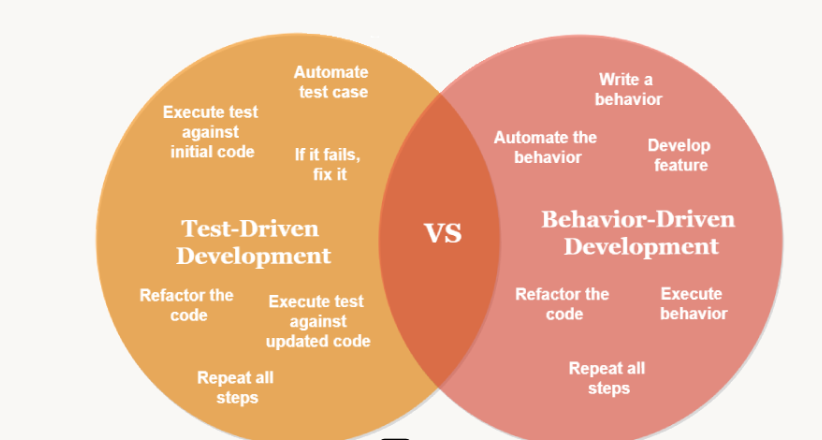 Automate
test case
Execute test
against
initial code
If it fails,
fix it
Test-Driven
Development
Refactor the
code
Execute test
against
updated code
Repeat all
steps
VS
Write a
behavior
Automate the
behavior
Develop
feature
Behavior-Driven
Development
Refactor the
code
Execute
behavior
Repeat all
steps